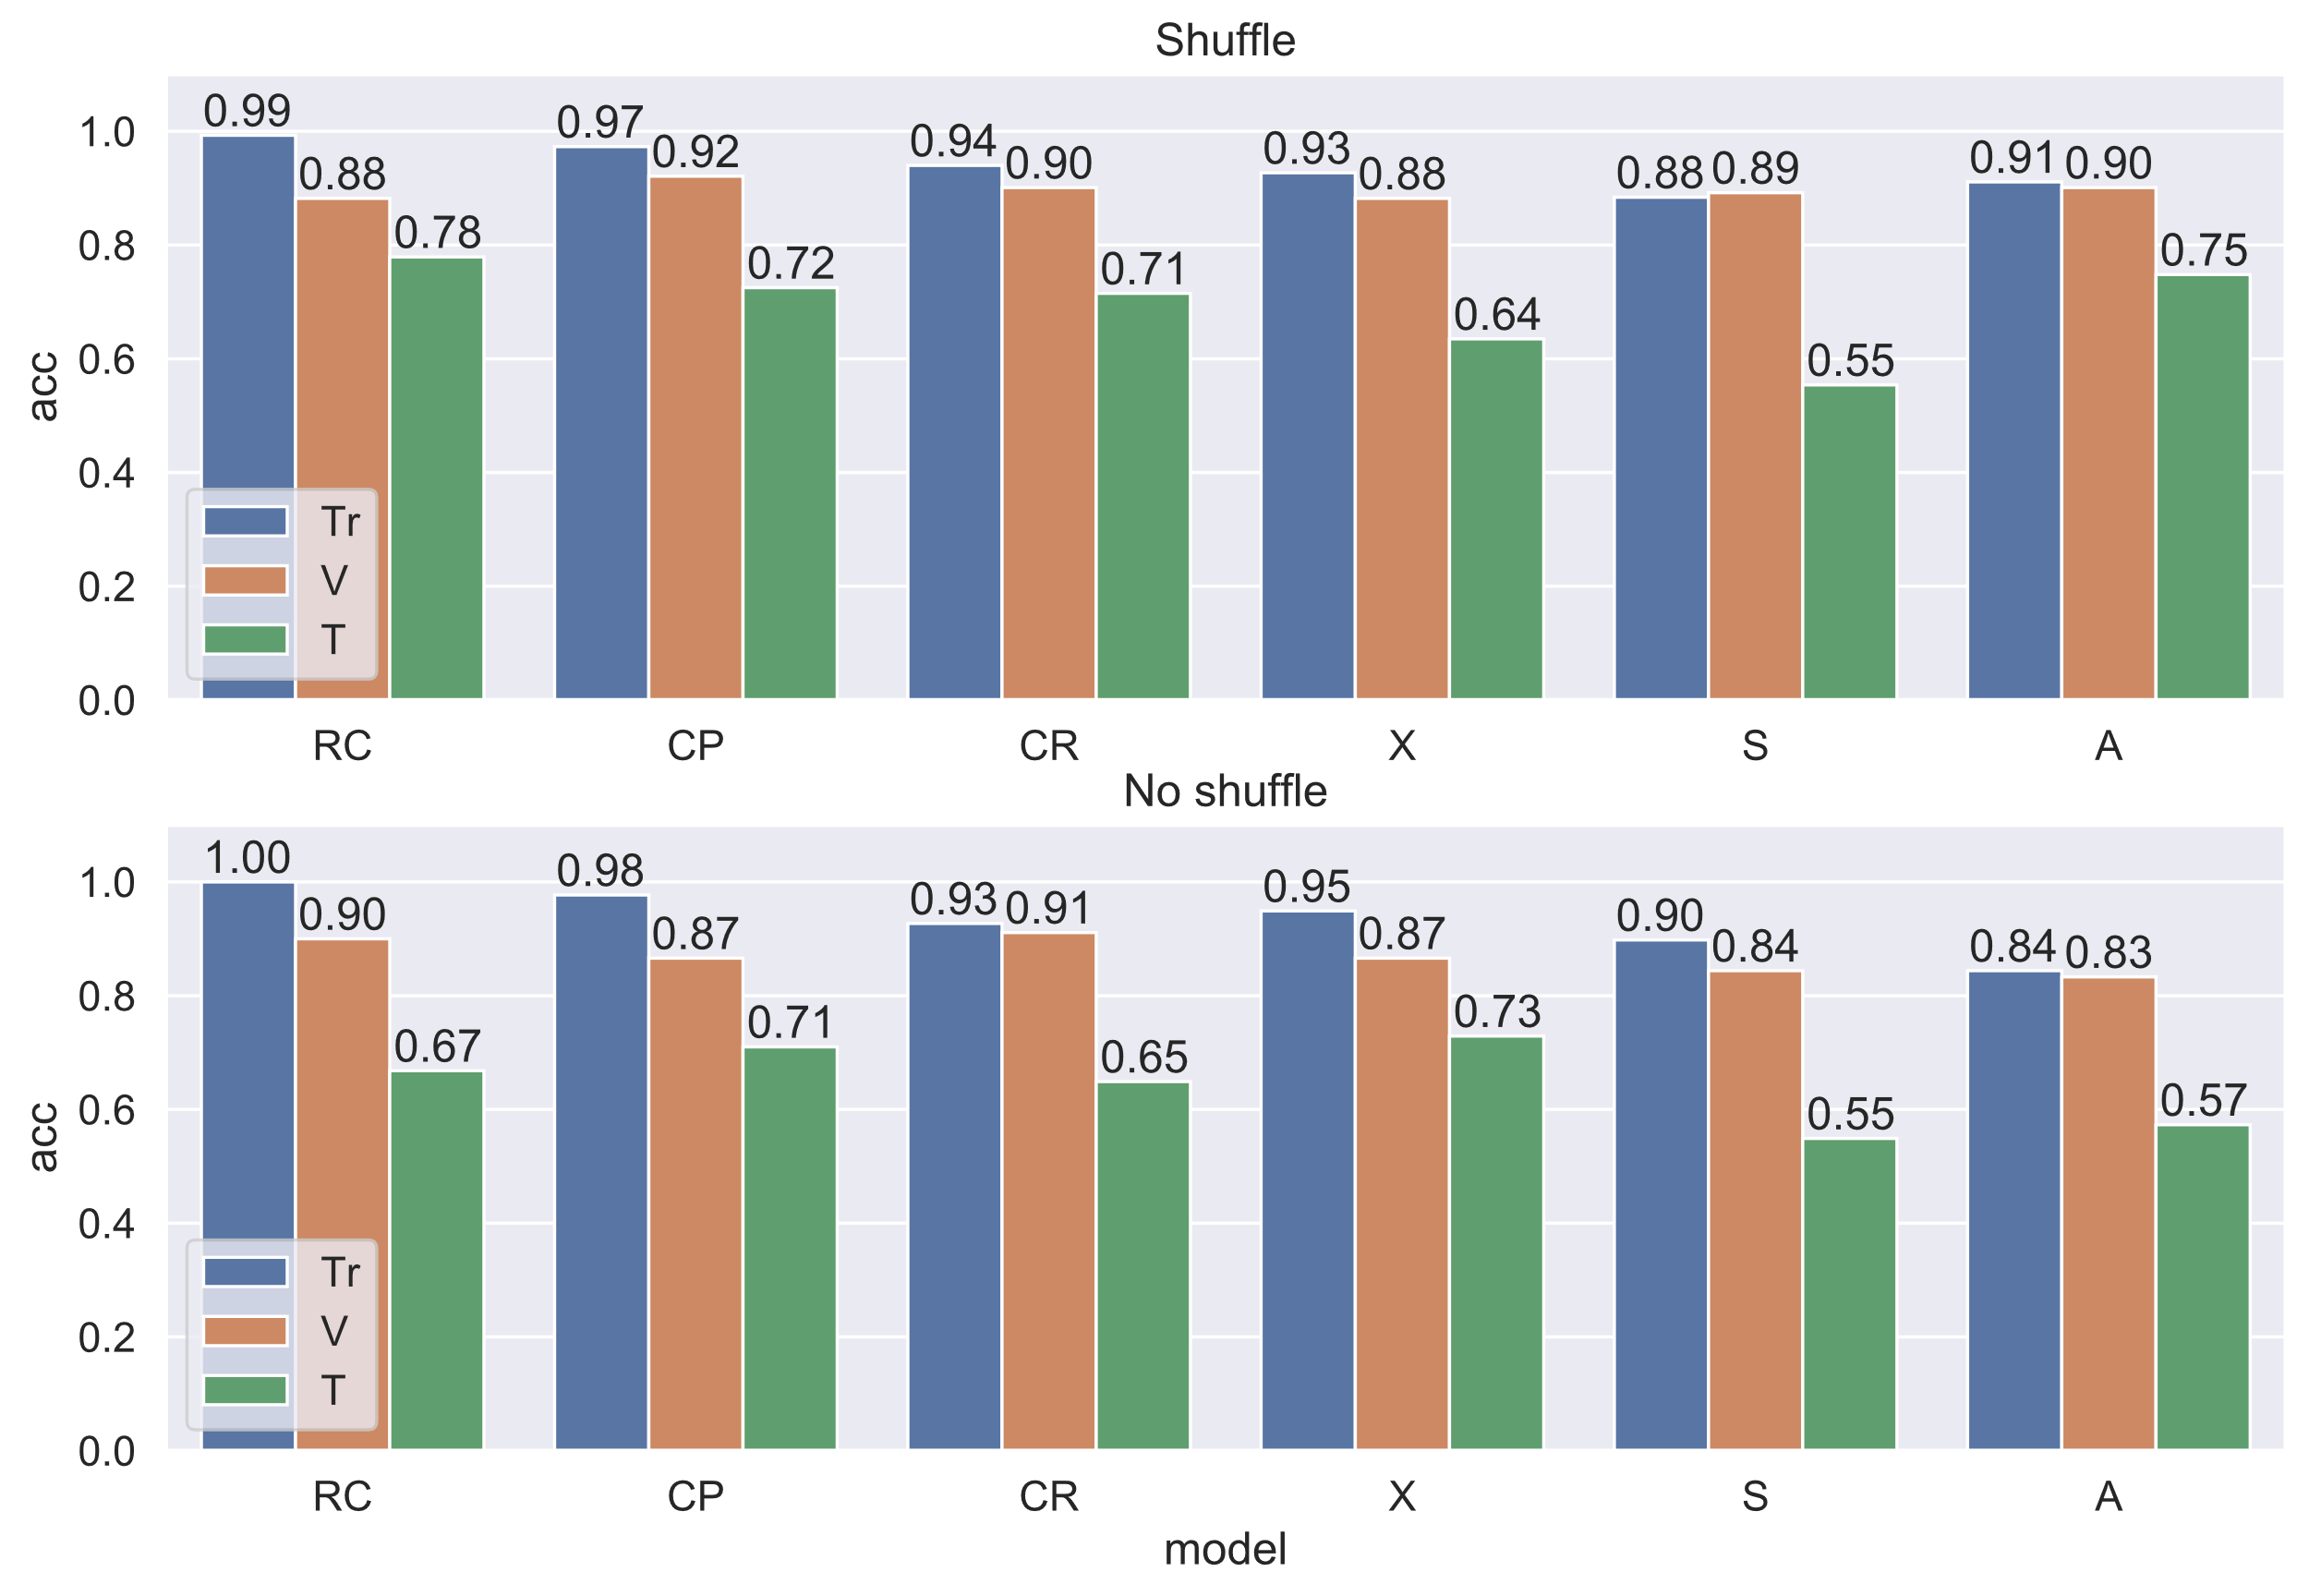 Shuffle
acc
1.0
0.8
0.6
0.4
0.2
0.0
0.99 0.88 0.78
0.97 0.92 0.72
0.94 0.90 0.71
0.93 0.88 0.64
0.88 0.89 0.55
0.91 0.90 0.75
Tr
V
T
RC CP CR X S A
No shuffle
acc
1.0
0.8
0.6
0.4
0.2
0.0
1.00 0.90 0.67
0.98 0.87 0.71
0.93 0.91 0.65
0.95 0.87 0.73
0.90 0.84 0.55
0.84 0.83 0.57
Tr
V
T
RC CP CR X S A
model